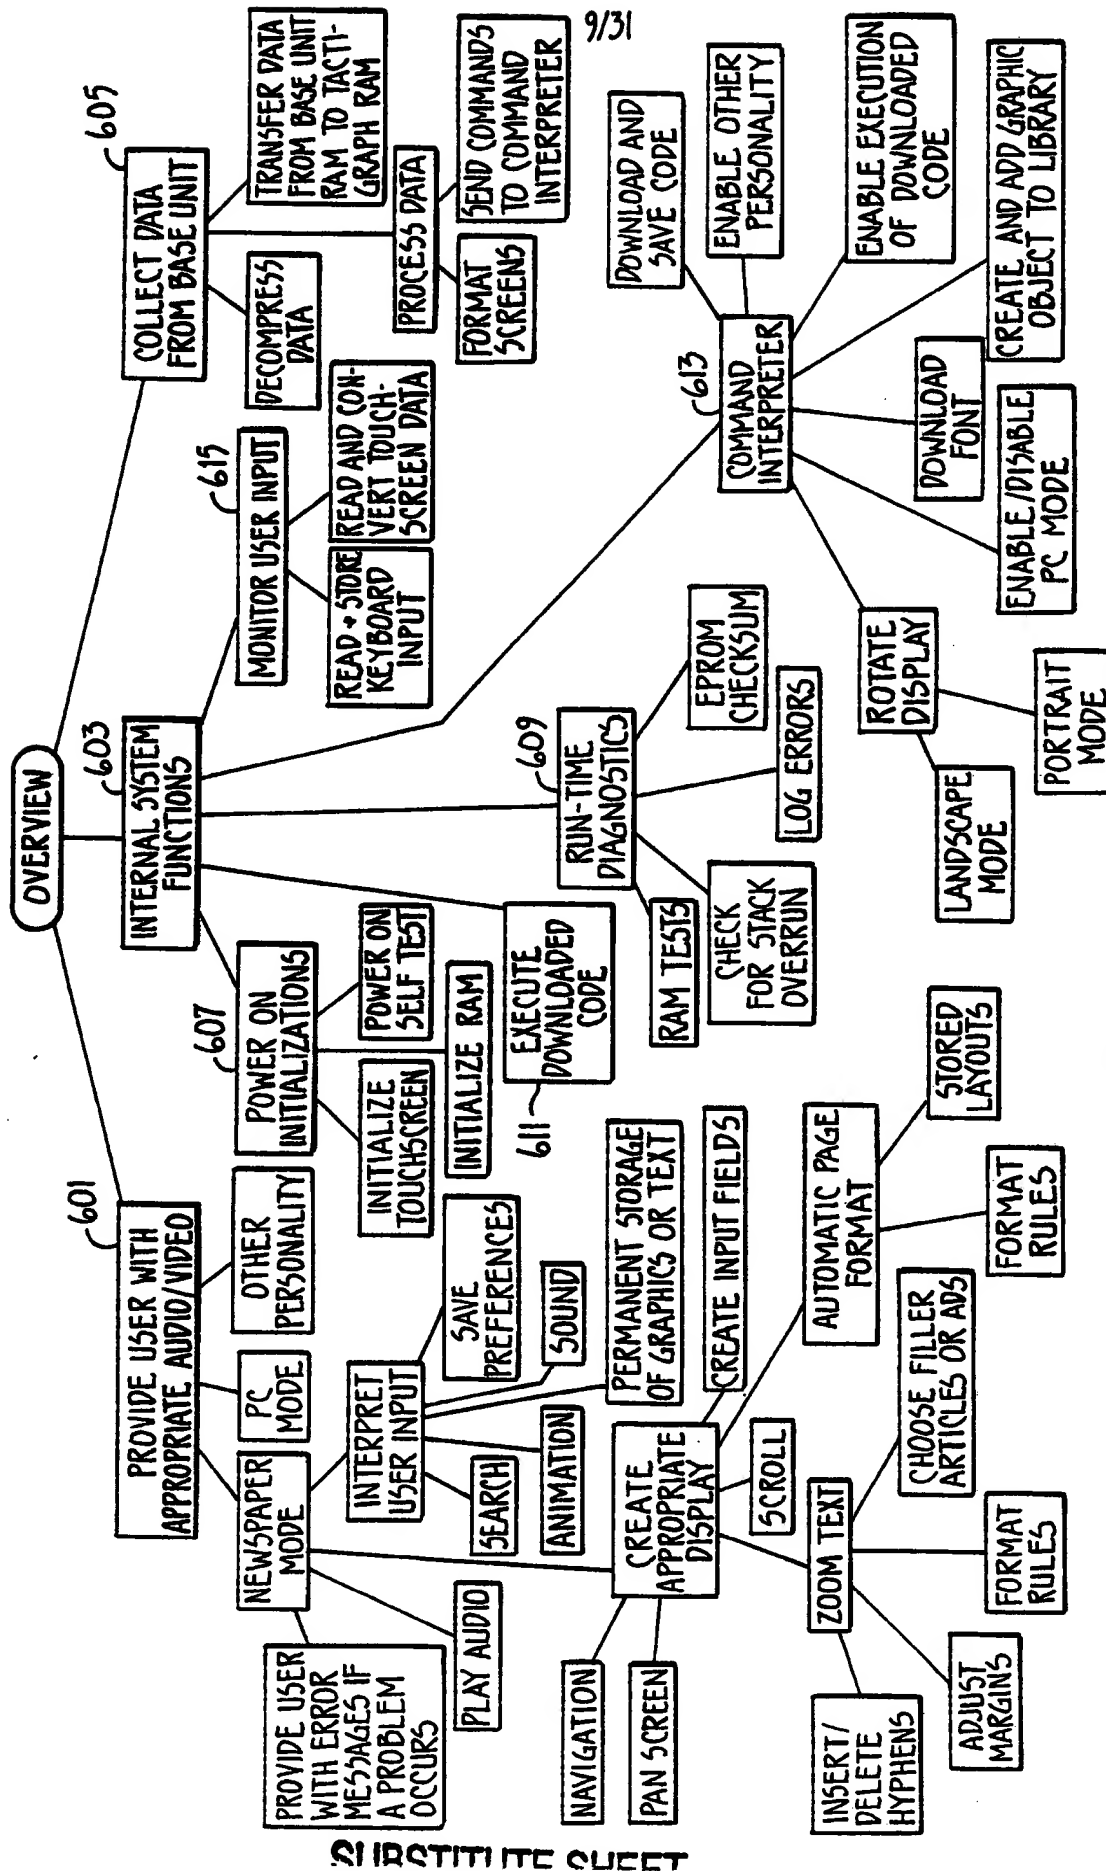 9/31
OVERVIEW
601
PROVIDE USER WITH
APPROPRIATE AUDIO/VIDEO
NEWSPAPER
MODE
PC
MODE
OTHER
PERSONALITY
PROVIDE USER
WITH ERROR
MESSAGES IF
A PROBLEM
OCCURS
PLAY AUDIO
INTERPRET
USER INPUT
SEARCH
ANIMATION
SAVE
PREFERENCES
SOUND
PERMANENT STORAGE
OF GRAPHICS OR TEXT
CREATE
APPROPRIATE
DISPLAY
NAVIGATION
PAN SCREEN
SCROLL
CREATE INPUT FIELDS
ZOOM TEXT
INSERT/
DELETE
HYPHENS
ADJUST
MARGINS
FORMAT
RULES
CHOOSE FILLER
ARTICLES OR ADS
AUTOMATIC PAGE
FORMAT
FORMAT
RULES
STORED
LAYOUTS
603
INTERNAL SYSTEM
FUNCTIONS
607
POWER ON
INITIALIZATIONS
INITIALIZE
TOUCHSCREEN
POWER ON
SELF TEST
INITIALIZE RAM
611
EXECUTE
DOWNLOADED
CODE
609
RUN-TIME
DIAGNOSTICS
RAM TESTS
CHECK
FOR STACK
OVERRUN
LOG ERRORS
EPROM
CHECKSUM
615
MONITOR USER INPUT
READ + STORE
KEYBOARD
INPUT
READ AND CON-
VERT TOUCH-
SCREEN DATA
613
COMMAND
INTERPRETER
ROTATE
DISPLAY
LANDSCAPE
MODE
PORTRAIT
MODE
ENABLE/DISABLE
PC MODE
DOWNLOAD
FONT
CREATE AND ADD GRAPHIC
OBJECT TO LIBRARY
ENABLE EXECUTION
OF DOWNLOADED
CODE
ENABLE OTHER
PERSONALITY
DOWNLOAD AND
SAVE CODE
605
COLLECT DATA
FROM BASE UNIT
DECOMPRESS
DATA
TRANSFER DATA
FROM BASE UNIT
RAM TO TACTI-
GRAPH RAM
PROCESS DATA
FORMAT
SCREENS
SEND COMMANDS
TO COMMAND
INTERPRETER
SUBSTITUTE SHEET